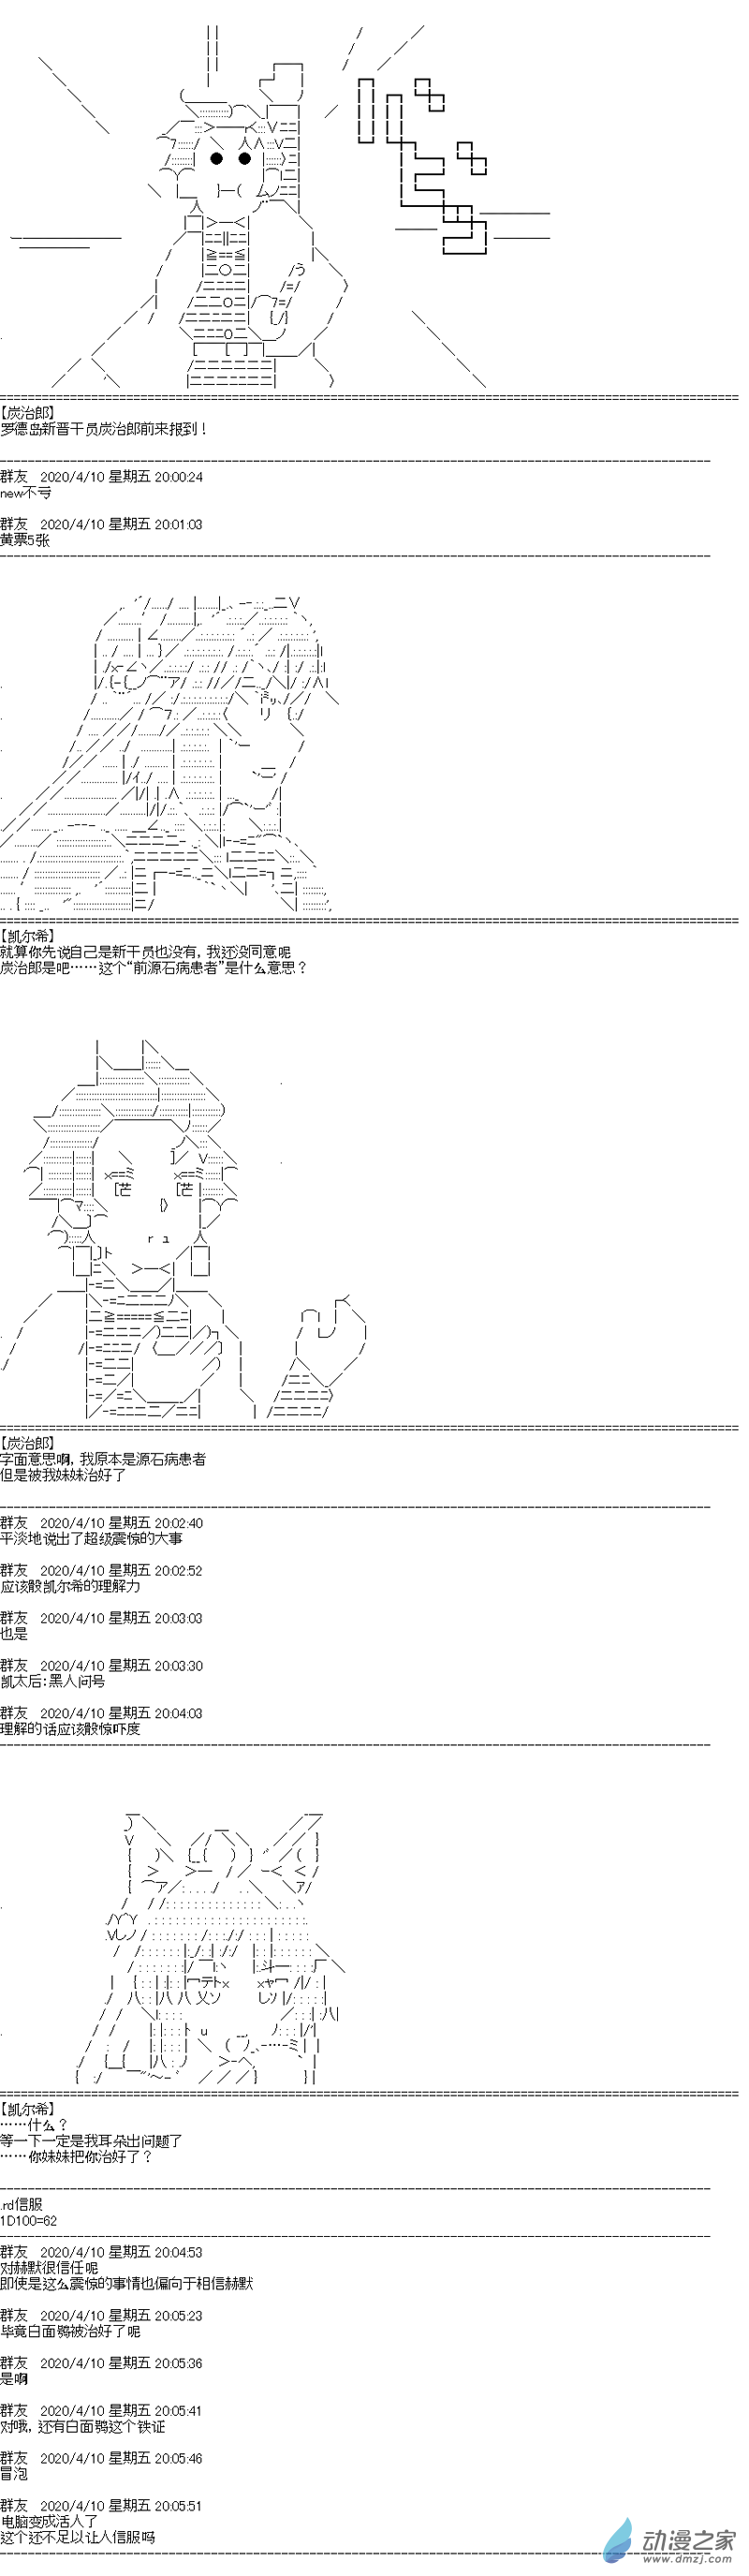 【炭治郎】
罗德岛新晋干员炭治郎前来报到！
群友 2020/4/10 星期五 20:00:24
new不亏
群友 2020/4/10 星期五 20:01:03
黄票5张
【凯尔希】
就算你先说自己是新干员也没有，我还没同意呢
炭治郎是吧……这个“前源石病患者”是什么意思？
【炭治郎】
字面意思啊，我原本是源石病患者
但是被我妹妹治好了
群友 2020/4/10 星期五 20:02:40
平淡地说出了超级震惊的大事
群友 2020/4/10 星期五 20:02:52
应该骰凯尔希的理解力
群友 2020/4/10 星期五 20:03:03
也是
群友 2020/4/10 星期五 20:03:30
凯太后：黑人问号
群友 2020/4/10 星期五 20:04:03
理解的话应该骰惊吓度
【凯尔希】
……什么？
等一下一定是我耳朵出问题了
……你妹妹把你治好了？
.rd信服
1D100=62
群友 2020/4/10 星期五 20:04:53
对赫默很信任呢
即使是这么震惊的事情也偏向于相信赫默
群友 2020/4/10 星期五 20:05:23
毕竟白面鸮被治好了呢
群友 2020/4/10 星期五 20:05:36
是啊
群友 2020/4/10 星期五 20:05:41
对哦，还有白面鸮这个铁证
群友 2020/4/10 星期五 20:05:46
冒泡
群友 2020/4/10 星期五 20:05:51
电脑变成活人了
这个还不足以让人信服吗
动漫之家
www.dmzj.com